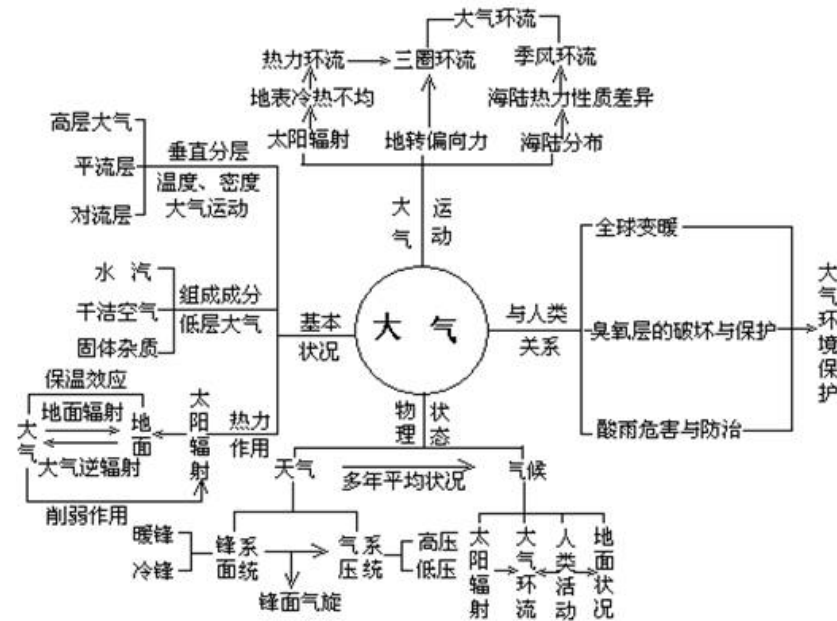 大气环流
热力环流
三圈环流
季风环流
地表冷热不均
海陆热力性质差异
太阳辐射
地转偏向力
海陆分布
高层大气
平流层
对流层
垂直分层
温度、密度
大气运动
大气
运动
水汽
干洁空气
固体杂质
组成成分
低层大气
基本
状况
大气
与人类
关系
全球变暖
臭氧层的破坏与保护
酸雨危害与防治
大气环境保护
保温效应
地面辐射
大气
地面
大气逆辐射
太阳辐射
热力
作用
削弱作用
物理
状态
天气
多年平均状况
气候
暖锋
冷锋
锋面
系统
气压
系统
高压
低压
锋面气旋
太阳辐射
大气环流
人类活动
地面状况